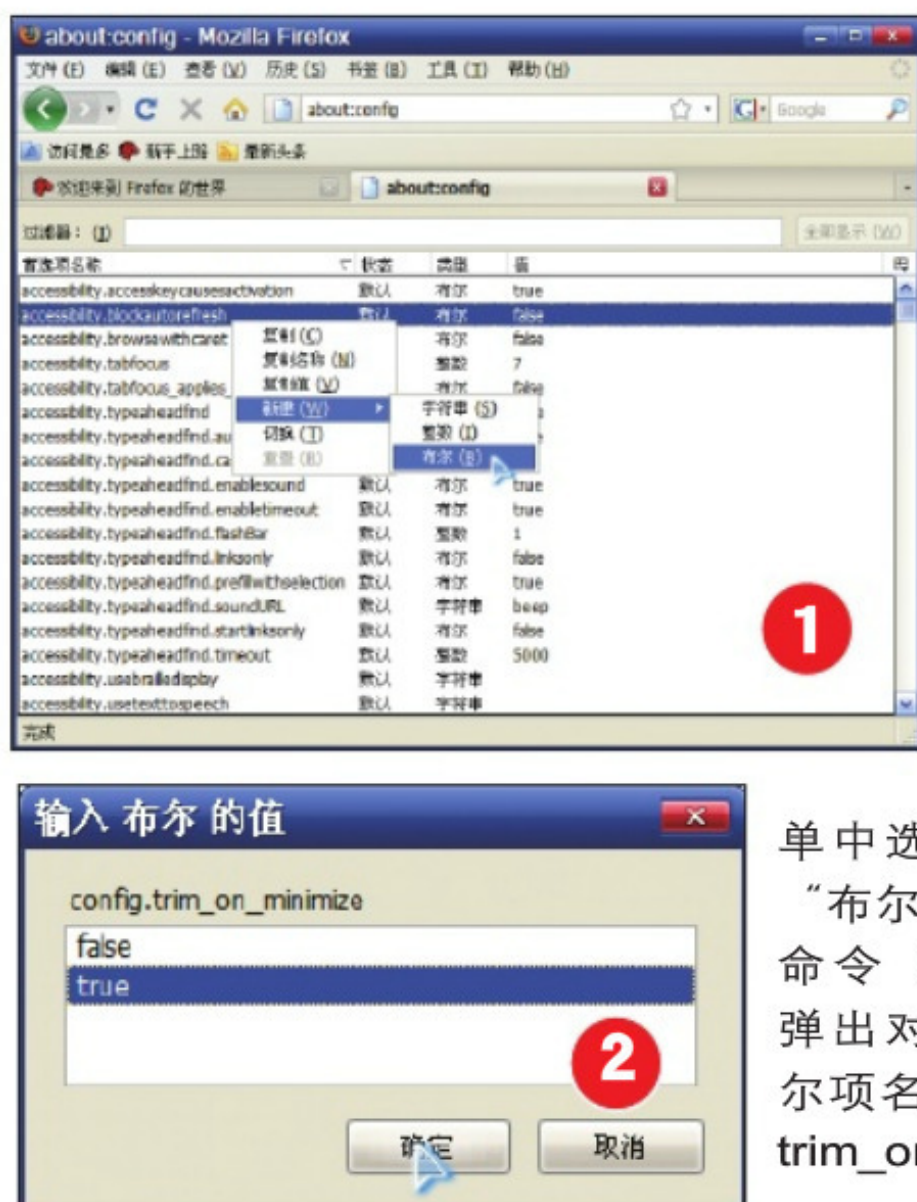 about:config - Mozilla Firefox
文件(F) 编辑(E) 查看(V) 历史(S) 书签(B) 工具(T) 帮助(H)
about:config Google
访问最多 新手上路 最新头条
欢迎来到 Firefox 的世界 about:config
过滤器: (I) 全部显示(W)
首选项名称 状态 类型 值
accessibility.accesskeycausesactivation 默认 布尔 true
accessibility.blockautorefresh 默认 布尔 false
accessibility.browsewithcaret 复制(C) 布尔 false
accessibility.tabfocus 复制名称(N) 整数 7
accessibility.tabfocus_applies_ 复制值(V) 布尔 false
accessibility.typeaheadfind 新建(W) 字符串(S)
accessibility.typeaheadfind.au 切换(T) 整数(I)
accessibility.typeaheadfind.ca 重置(R) 布尔(B)
accessibility.typeaheadfind.enablesound 默认 布尔 true
accessibility.typeaheadfind.enabletimeout 默认 布尔 true
accessibility.typeaheadfind.flashBar 默认 整数 1
accessibility.typeaheadfind.linksonly 默认 布尔 false
accessibility.typeaheadfind.prefillwithselection 默认 布尔 true
accessibility.typeaheadfind.soundURL 默认 字符串 beep
accessibility.typeaheadfind.startlinksonly 默认 布尔 false
accessibility.typeaheadfind.timeout 默认 整数 5000
accessibility.usebrailledisplay 默认 字符串
accessibility.usetexttospeech 默认 字符串
完成
1
输入 布尔 的值
config.trim_on_minimize
false
true
2
确定 取消
单中选
“布尔
命令
弹出对
尔项名
trim_o